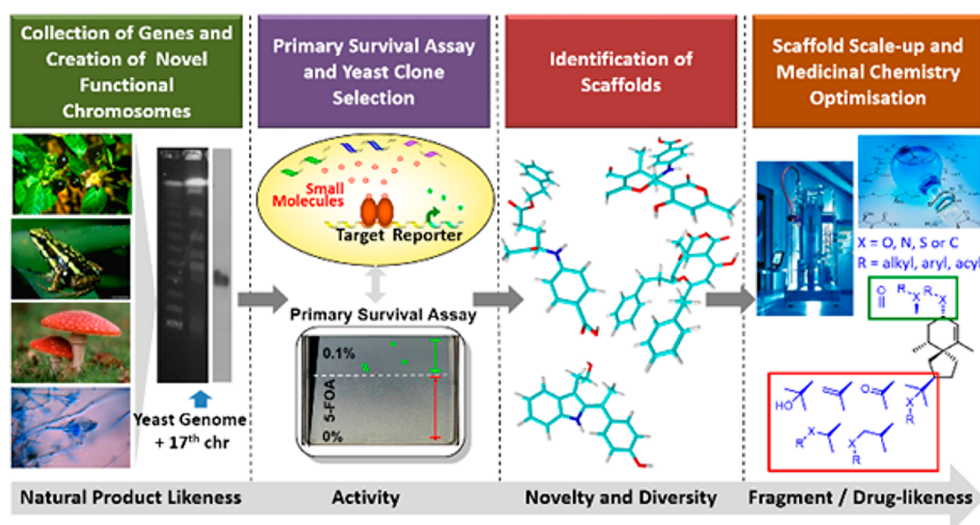 Collection of Genes and
Creation of Novel
Functional
Chromosomes
Primary Survival Assay
and Yeast Clone
Selection
Identification of
Scaffolds
Scaffold Scale-up and
Medicinal Chemistry
Optimisation
Yeast Genome
+ 17th chr
Small
Molecules
Target Reporter
Primary Survival Assay
0.1%
5-FOA
0%
X = O, N, S or C
R = alkyl, aryl, acyl
O
R
X
R
X
HO
O
X
R
R
X
X
R
Natural Product Likeness
Activity
Novelty and Diversity
Fragment / Drug-likeness